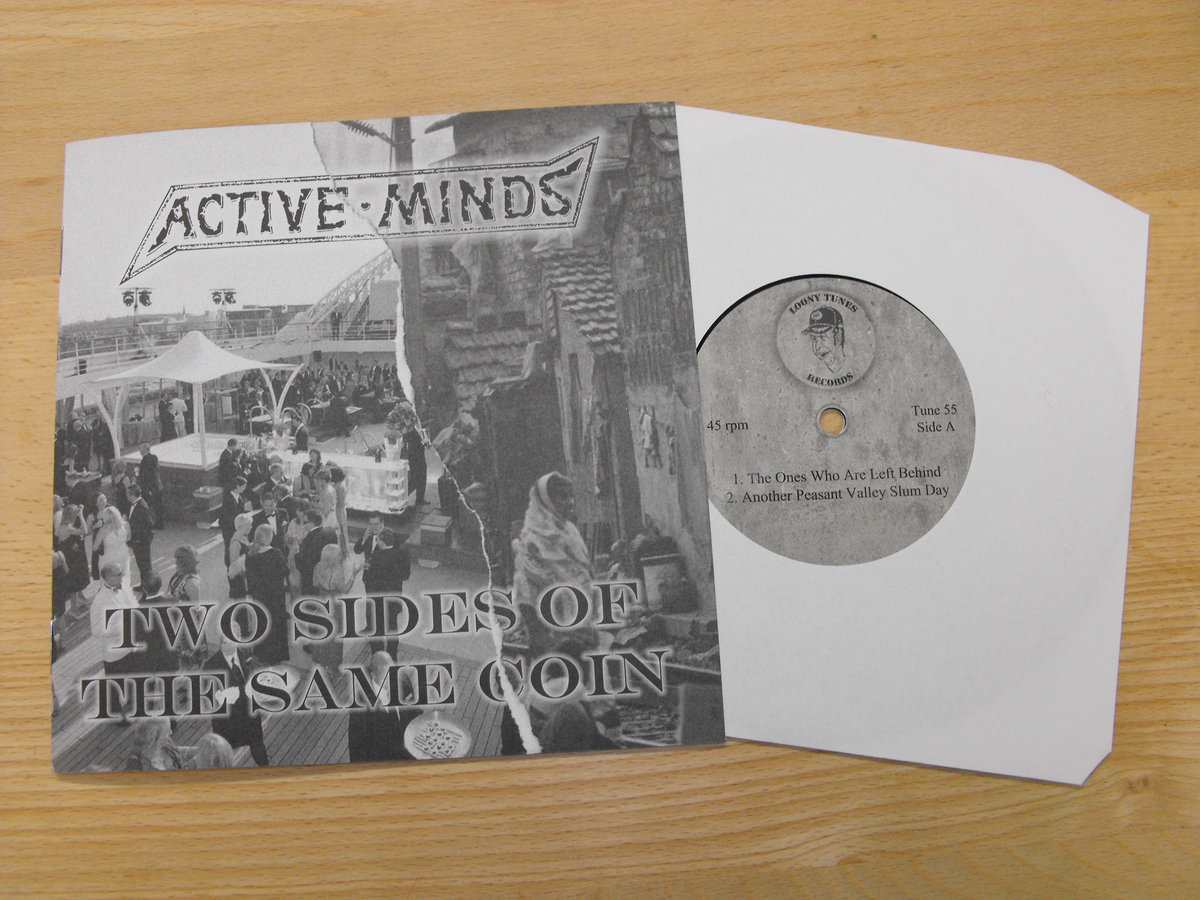 ACTIVE · MINDS
TWO SIDES OF
THE SAME COIN
LOONY TUNES
RECORDS
45 rpm
Tune 55
Side A
1. The Ones Who Are Left Behind
2. Another Peasant Valley Slum Day